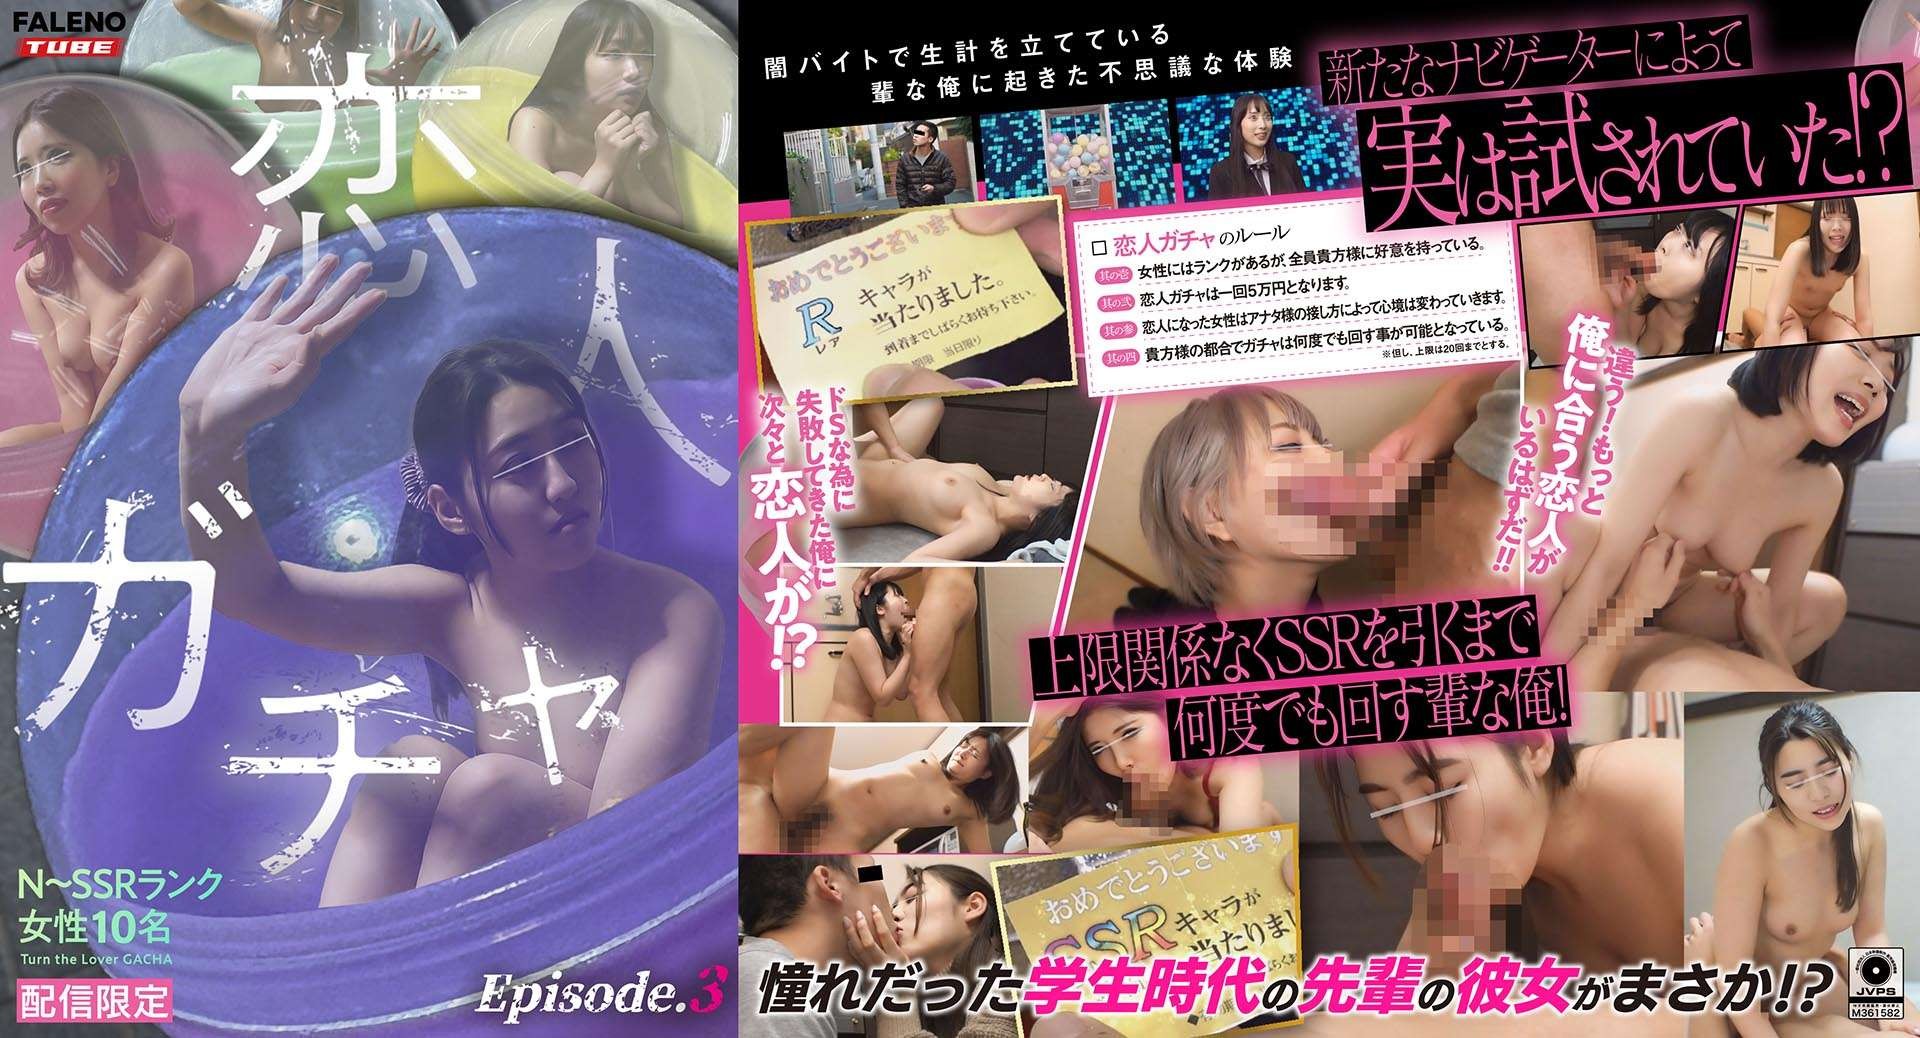 FALENO
TUBE
恋人
ガチャ
N~SSRランク
女性10名
Turn the Lover GACHA
配信限定
Episode.3
闇バイトで生計を立てている
輩な俺に起きた不思議な体験
新たなナビゲーターによって
実は試されていた!?
おめでとうございます
R
レア
キャラが
当たりました。
到着までしばらくお待ち下さい。
期限 当日限り
□ 恋人ガチャのルール
其の壱 女性にはランクがあるが、全員貴方様に好意を持っている。
其の弐 恋人ガチャは一回5万円となります。
其の参 恋人になった女性はアナタ様の接し方によって心境は変わっていきます。
其の四 貴方様の都合でガチャは何度でも回す事が可能となっている。
※但し、上限は20回までとする。
ドSな為に
失敗してきた俺に
次々と恋人が!?
違う!もっと
俺に合う恋人が
いるはずだ!!
上限関係なくSSRを引くまで
何度でも回す輩な俺!
おめでとうございます
SSR
キャラが
当たりまし
憧れだった学生時代の先輩の彼女がまさか!?
JVPS
M361582